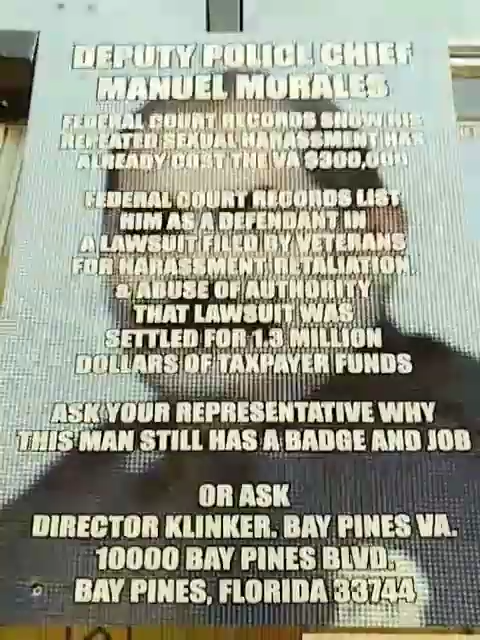 DEPUTY POLICE CHIEF
MANUEL MORALES
FEDERAL COURT RECORDS SHOW HIS
REPEATED SEXUAL HARASSMENT HAS
ALREADY COST THE VA $300,000
FEDERAL COURT RECORDS LIST
HIM AS A DEFENDANT IN
A LAWSUIT FILED BY VETERANS
FOR HARASSMENT, RETALIATION,
& ABUSE OF AUTHORITY
THAT LAWSUIT WAS
SETTLED FOR 1.3 MILLION
DOLLARS OF TAXPAYER FUNDS
ASK YOUR REPRESENTATIVE WHY
THIS MAN STILL HAS A BADGE AND JOB
OR ASK
DIRECTOR KLINKER. BAY PINES VA.
10000 BAY PINES BLVD.
BAY PINES, FLORIDA 33744